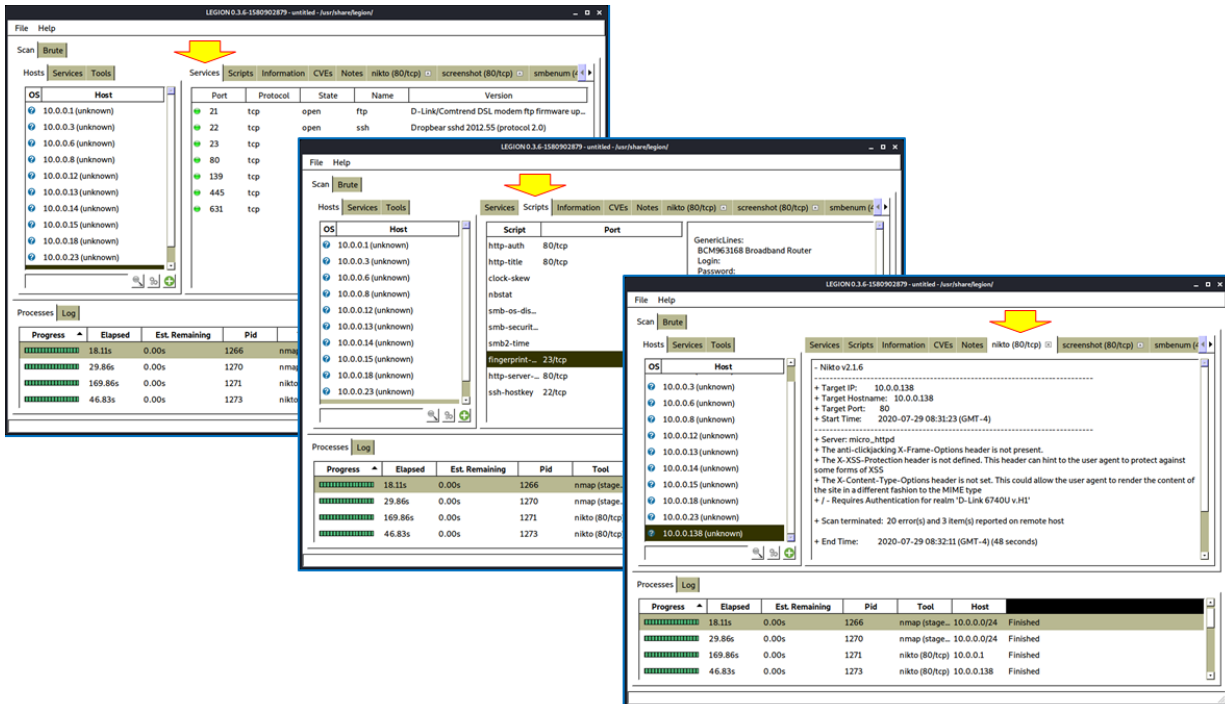 LEGION 0.3.6-1580902879 - untitled - /usr/share/legion/
File Help
Scan Brute
Hosts Services Tools
Services Scripts Information CVEs Notes nikto (80/tcp) screenshot (80/tcp) smbenum (4
OS Host
Port Protocol State Name Version
10.0.0.1 (unknown)
10.0.0.3 (unknown)
10.0.0.6 (unknown)
10.0.0.8 (unknown)
10.0.0.12 (unknown)
10.0.0.13 (unknown)
10.0.0.14 (unknown)
10.0.0.15 (unknown)
10.0.0.18 (unknown)
10.0.0.23 (unknown)
21 tcp open ftp D-Link/Comtrend DSL modem ftp firmware up...
22 tcp open ssh Dropbear sshd 2012.55 (protocol 2.0)
23 tcp
80 tcp
139 tcp
445 tcp
631 tcp
Processes Log
Progress Elapsed Est. Remaining Pid
18.11s 0.00s 1266 nmap
29.86s 0.00s 1270 nmap
169.86s 0.00s 1271 nikto
46.83s 0.00s 1273 nikto
LEGION 0.3.6-1580902879 - untitled - /usr/share/legion/
File Help
Scan Brute
Hosts Services Tools
Services Scripts Information CVEs Notes nikto (80/tcp) screenshot (80/tcp) smbenum (4
OS Host
10.0.0.1 (unknown)
10.0.0.3 (unknown)
10.0.0.6 (unknown)
10.0.0.8 (unknown)
10.0.0.12 (unknown)
10.0.0.13 (unknown)
10.0.0.14 (unknown)
10.0.0.15 (unknown)
10.0.0.18 (unknown)
10.0.0.23 (unknown)
Script Port
http-auth 80/tcp
http-title 80/tcp
clock-skew
nbstat
smb-os-dis...
smb-securit...
smb2-time
fingerprint-... 23/tcp
http-server-... 80/tcp
ssh-hostkey 22/tcp
GenericLines:
BCM963168 Broadband Router
Login:
Password:
Processes Log
Progress Elapsed Est. Remaining Pid Tool
18.11s 0.00s 1266 nmap (stage...
29.86s 0.00s 1270 nmap (stage...
169.86s 0.00s 1271 nikto (80/tcp)
46.83s 0.00s 1273 nikto (80/tcp)
LEGION 0.3.6-1580902879 - untitled - /usr/share/legion/
File Help
Scan Brute
Hosts Services Tools
Services Scripts Information CVEs Notes nikto (80/tcp) screenshot (80/tcp) smbenum (4
OS Host
10.0.0.3 (unknown)
10.0.0.6 (unknown)
10.0.0.8 (unknown)
10.0.0.12 (unknown)
10.0.0.13 (unknown)
10.0.0.14 (unknown)
10.0.0.15 (unknown)
10.0.0.18 (unknown)
10.0.0.23 (unknown)
10.0.0.138 (unknown)
- Nikto v2.1.6
---------------------------------------------------------------------------
+ Target IP: 10.0.0.138
+ Target Hostname: 10.0.0.138
+ Target Port: 80
+ Start Time: 2020-07-29 08:31:23 (GMT-4)
---------------------------------------------------------------------------
+ Server: micro_httpd
+ The anti-clickjacking X-Frame-Options header is not present.
+ The X-XSS-Protection header is not defined. This header can hint to the user agent to protect against
some forms of XSS
+ The X-Content-Type-Options header is not set. This could allow the user agent to render the content of
the site in a different fashion to the MIME type
+ / - Requires Authentication for realm 'D-Link 6740U v.H1'
+ Scan terminated: 20 error(s) and 3 item(s) reported on remote host
+ End Time: 2020-07-29 08:32:11 (GMT-4) (48 seconds)
Processes Log
Progress Elapsed Est. Remaining Pid Tool Host
18.11s 0.00s 1266 nmap (stage... 10.0.0.0/24 Finished
29.86s 0.00s 1270 nmap (stage... 10.0.0.0/24 Finished
169.86s 0.00s 1271 nikto (80/tcp) 10.0.0.1 Finished
46.83s 0.00s 1273 nikto (80/tcp) 10.0.0.138 Finished